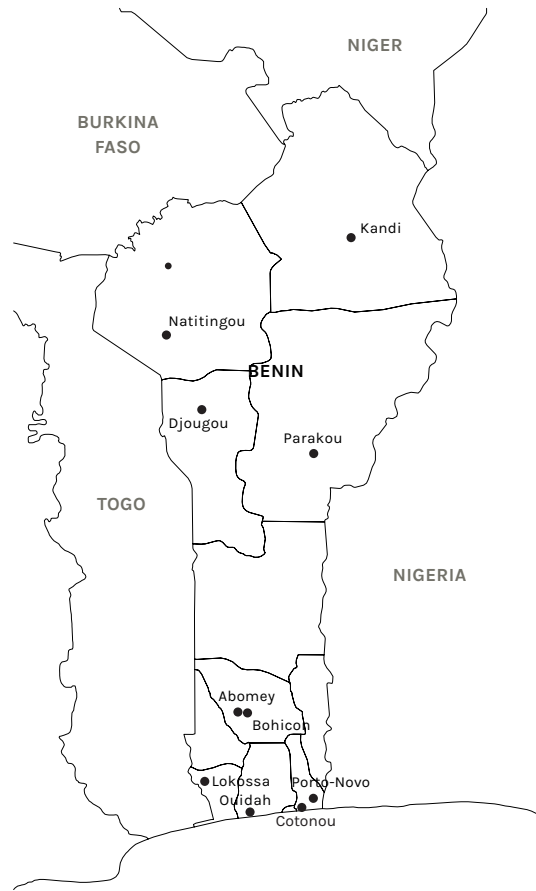 NIGER
BURKINA
FASO
Kandi
Natitingou
BENIN
Djougou
Parakou
TOGO
NIGERIA
Abomey
Bohicon
Lokossa
Porto-Novo
Ouidah
Cotonou